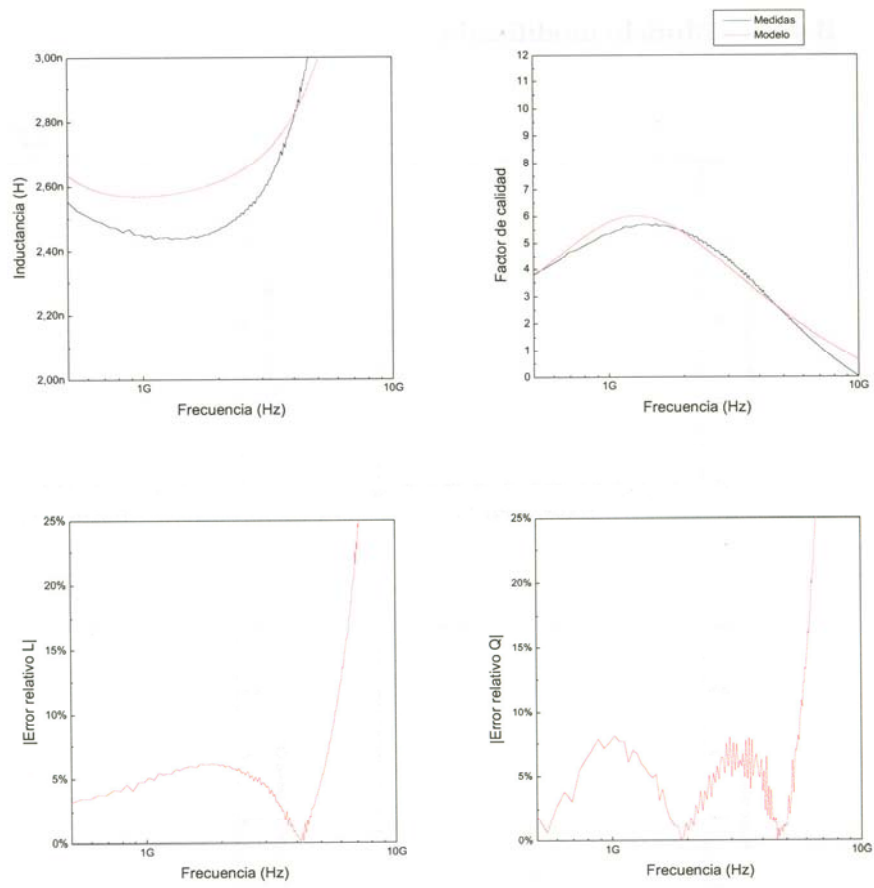 Medidas
Modelo
3,00n
2,80n
2,60n
2,40n
2,20n
2,00n
Inductancia (H)
1G
10G
Frecuencia (Hz)
12
11
10
9
8
7
6
5
4
3
2
1
0
Factor de calidad
1G
10G
Frecuencia (Hz)
25%
20%
15%
10%
5%
0%
|Error relativo L|
1G
10G
Frecuencia (Hz)
25%
20%
15%
10%
5%
0%
|Error relativo Q|
1G
10G
Frecuencia (Hz)